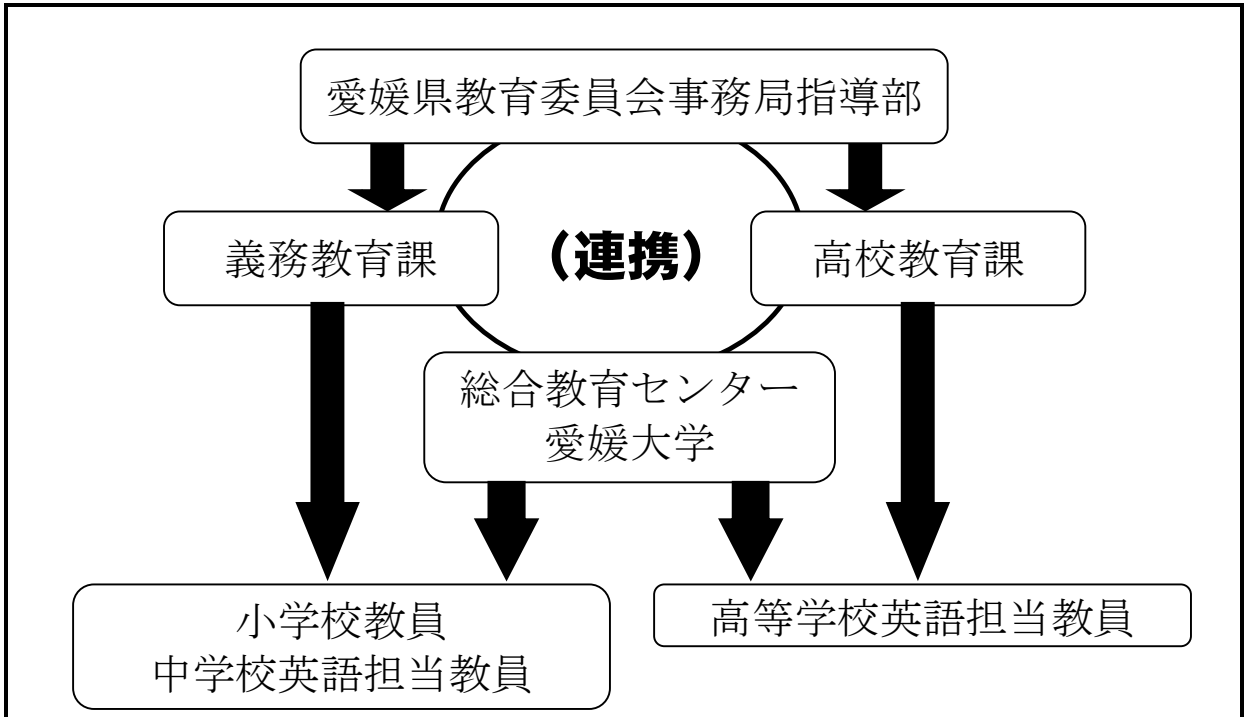 愛媛県教育委員会事務局指導部
義務教育課
(連携)
高校教育課
総合教育センター
愛媛大学
小学校教員
中学校英語担当教員
高等学校英語担当教員